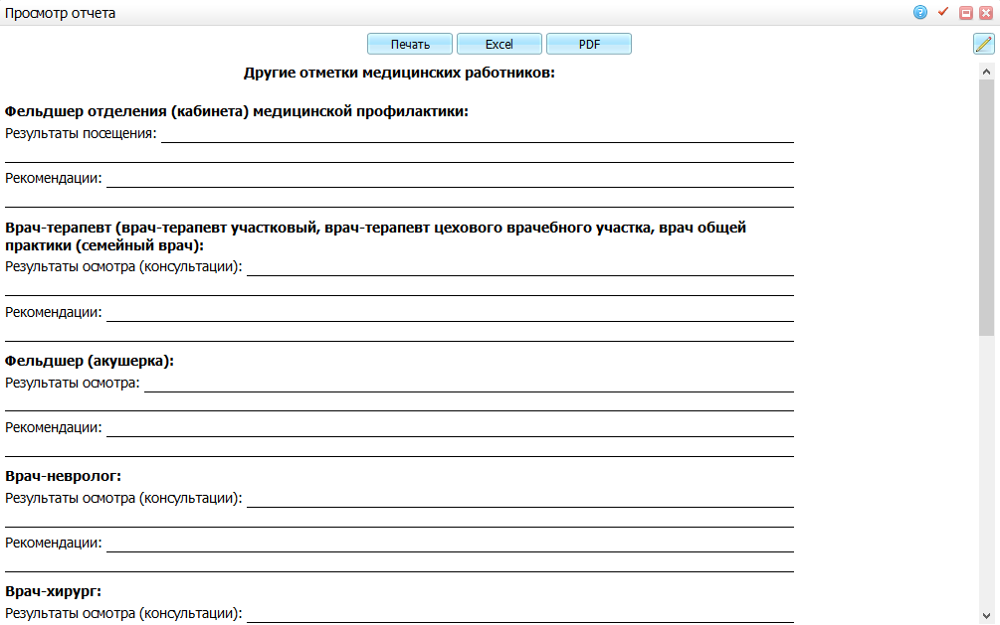 Просмотр отчета
Печать Excel PDF
Другие отметки медицинских работников:
Фельдшер отделения (кабинета) медицинской профилактики:
Результаты посещения:
Рекомендации:
Врач-терапевт (врач-терапевт участковый, врач-терапевт цехового врачебного участка, врач общей
практики (семейный врач):
Результаты осмотра (консультации):
Рекомендации:
Фельдшер (акушерка):
Результаты осмотра:
Рекомендации:
Врач-невролог:
Результаты осмотра (консультации):
Рекомендации:
Врач-хирург:
Результаты осмотра (консультации):